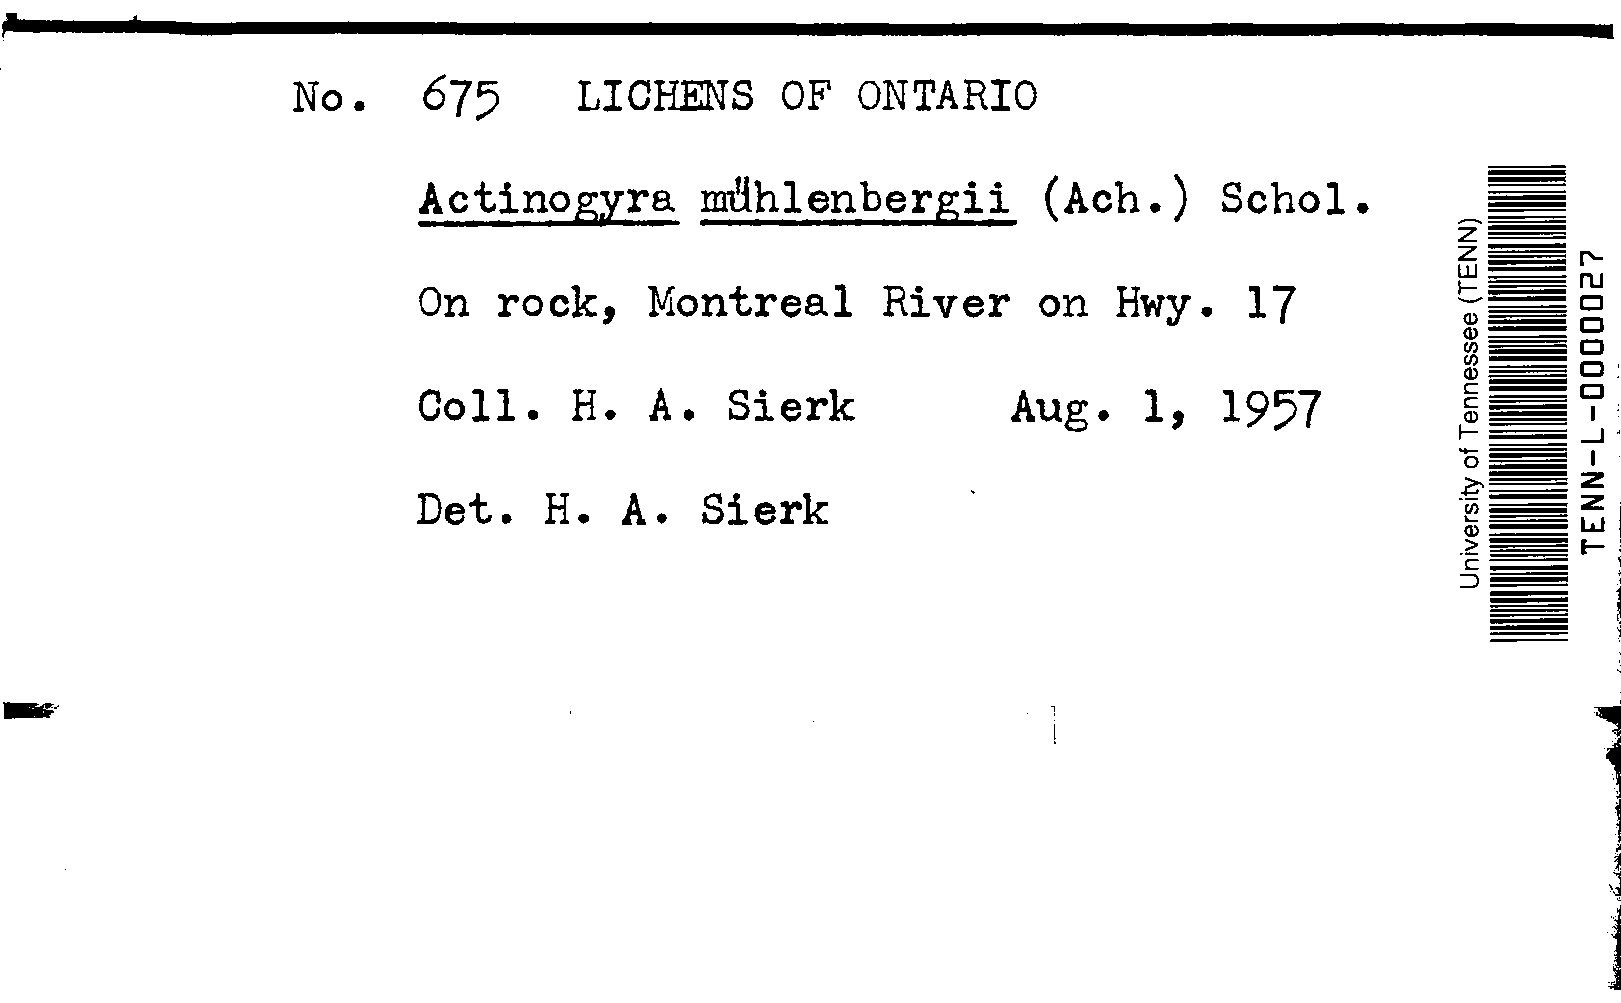 No. 675 LICHENS OF ONTARIO
Actinogyra mühlenbergii (Ach.) Schol.
On rock, Montreal River on Hwy. 17
Coll. H. A. Sierk Aug. 1, 1957
Det. H. A. Sierk
University of Tennessee (TENN)
TENN-L-0000027